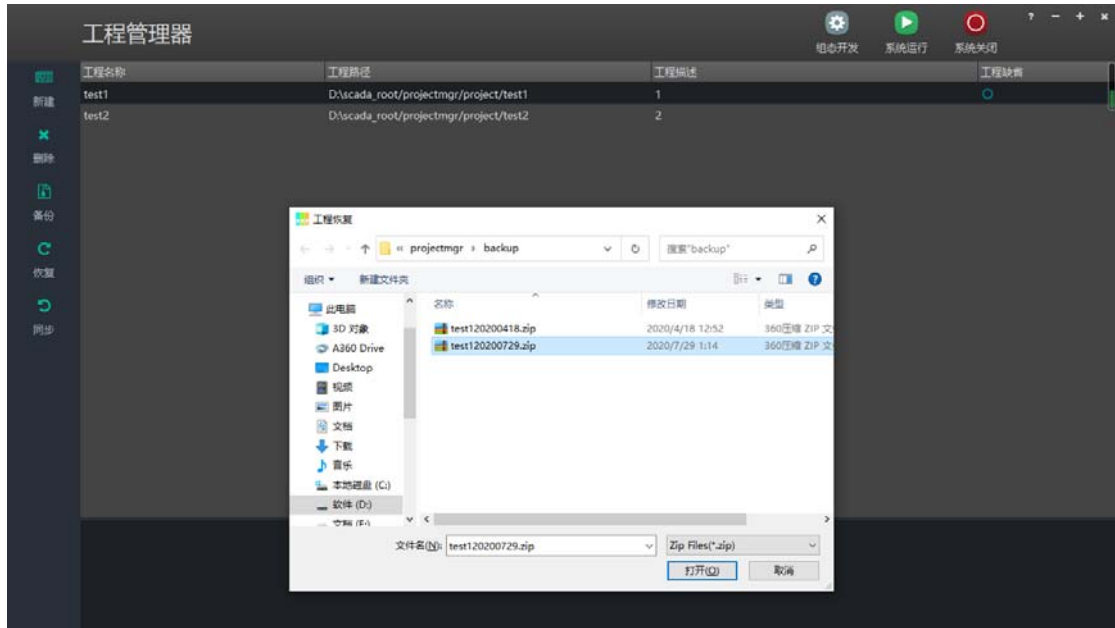 工程管理器
组态开发 系统运行 系统关闭
? - + ×
工程名称 工程路径 工程描述 工程缺省
test1 D:\scada_root/projectmgr/project/test1 1
test2 D:\scada_root/projectmgr/project/test2 2
新建
删除
备份
恢复
同步
工程恢复
« projectmgr › backup 搜索"backup"
组织 新建文件夹
名称 修改日期 类型
test120200418.zip 2020/4/18 12:52 360压缩 ZIP 文
test120200729.zip 2020/7/29 1:14 360压缩 ZIP 文
此电脑
3D 对象
A360 Drive
Desktop
视频
图片
文档
下载
音乐
本地磁盘 (C:)
软件 (D:)
文档 (E:)
文件名(N): test120200729.zip Zip Files(*.zip)
打开(O) 取消